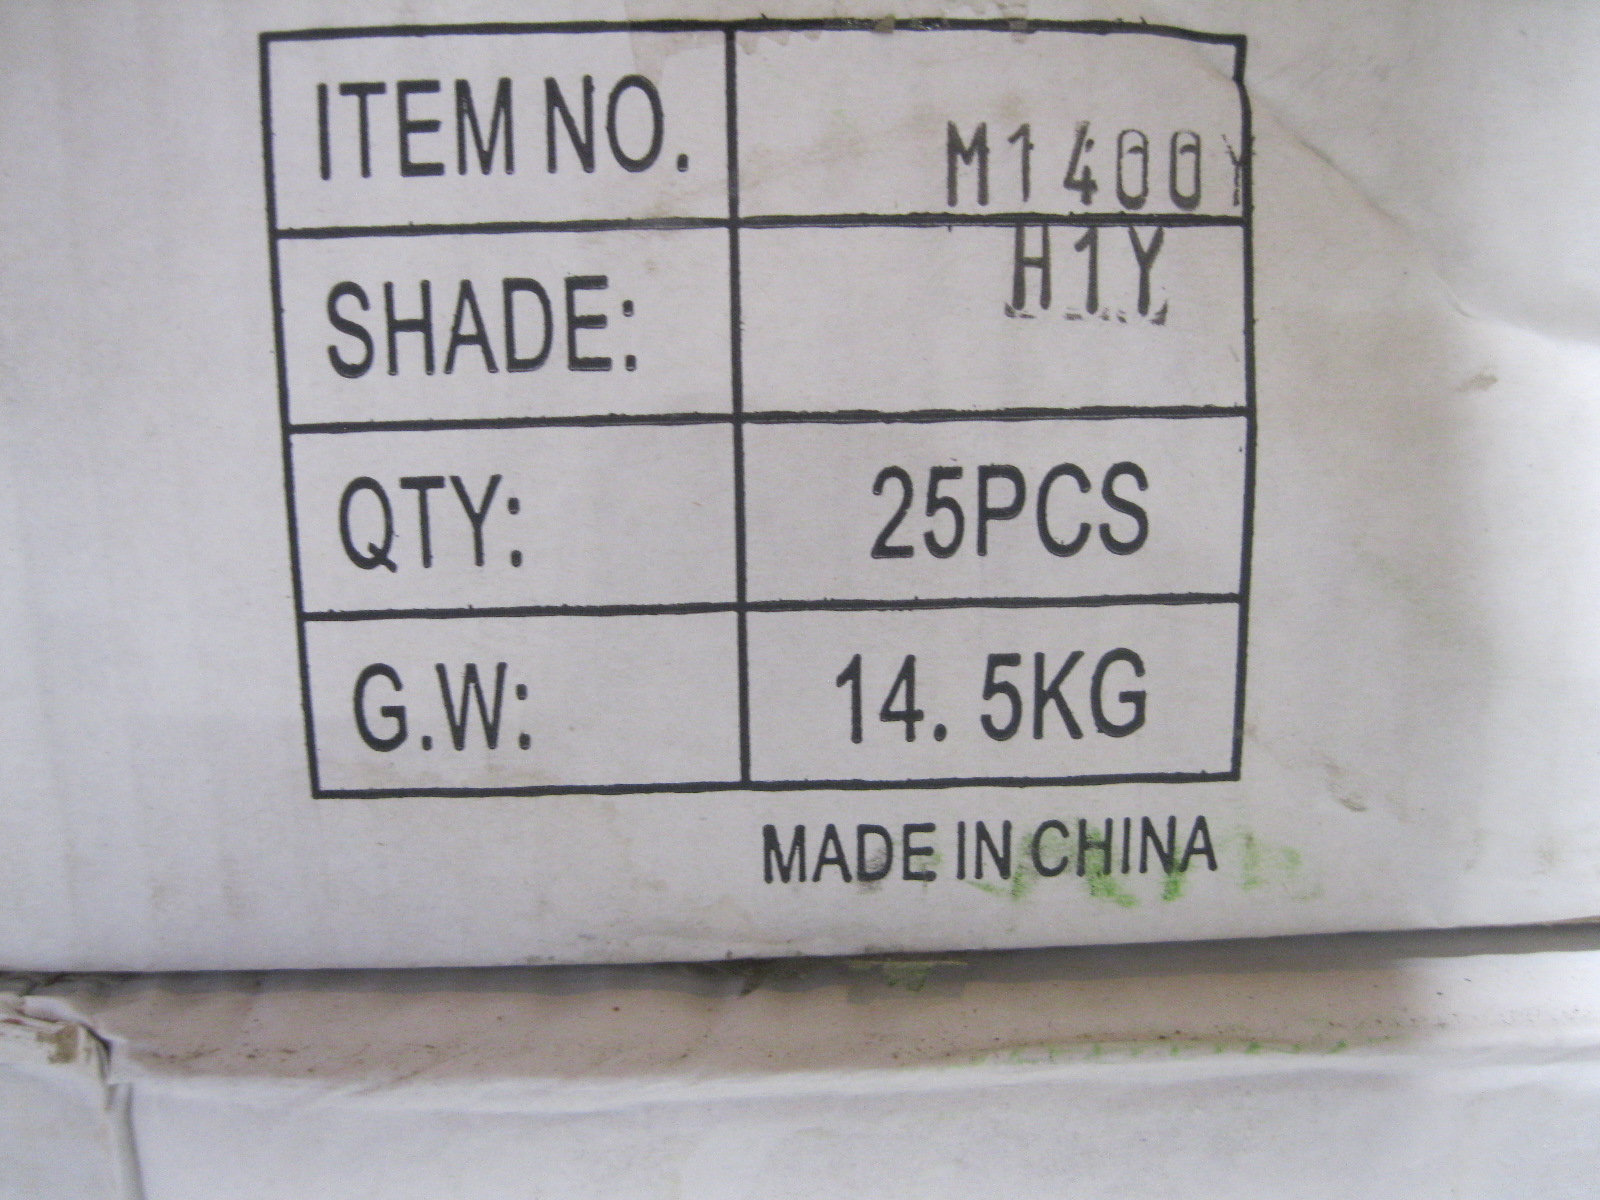 ITEM NO. M1400Y
SHADE: H1Y
QTY: 25PCS
G.W: 14. 5KG
MADE IN CHINA